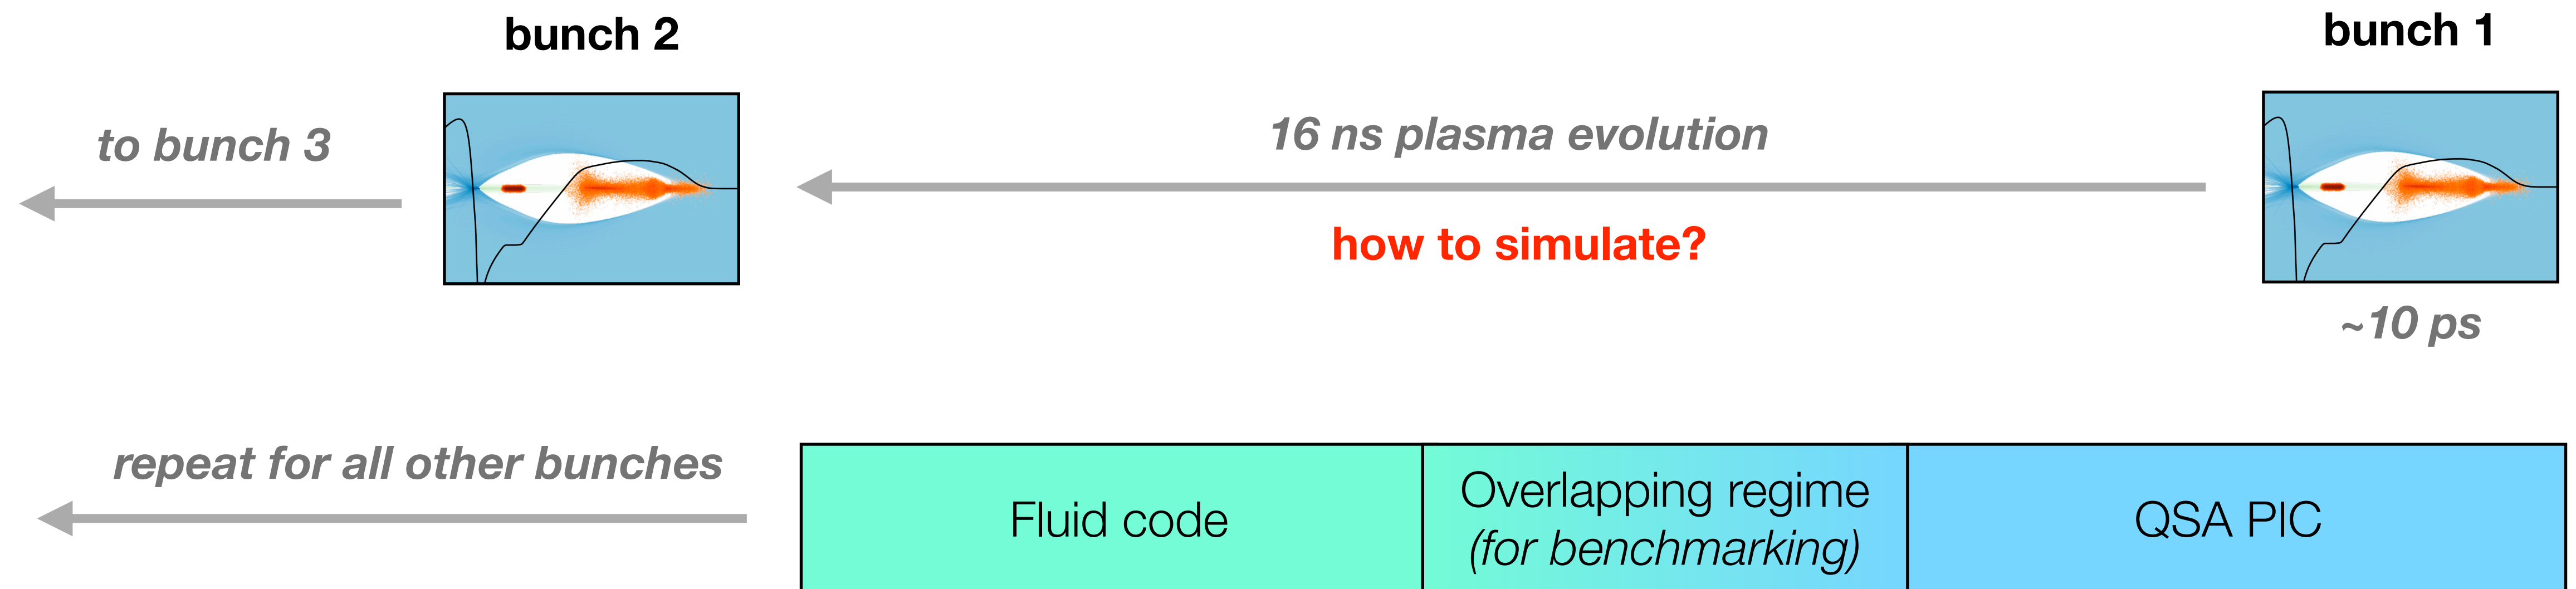 bunch 2
bunch 1
to bunch 3
16 ns plasma evolution
how to simulate?
~10 ps
repeat for all other bunches
Fluid code
Overlapping regime
(for benchmarking)
QSA PIC